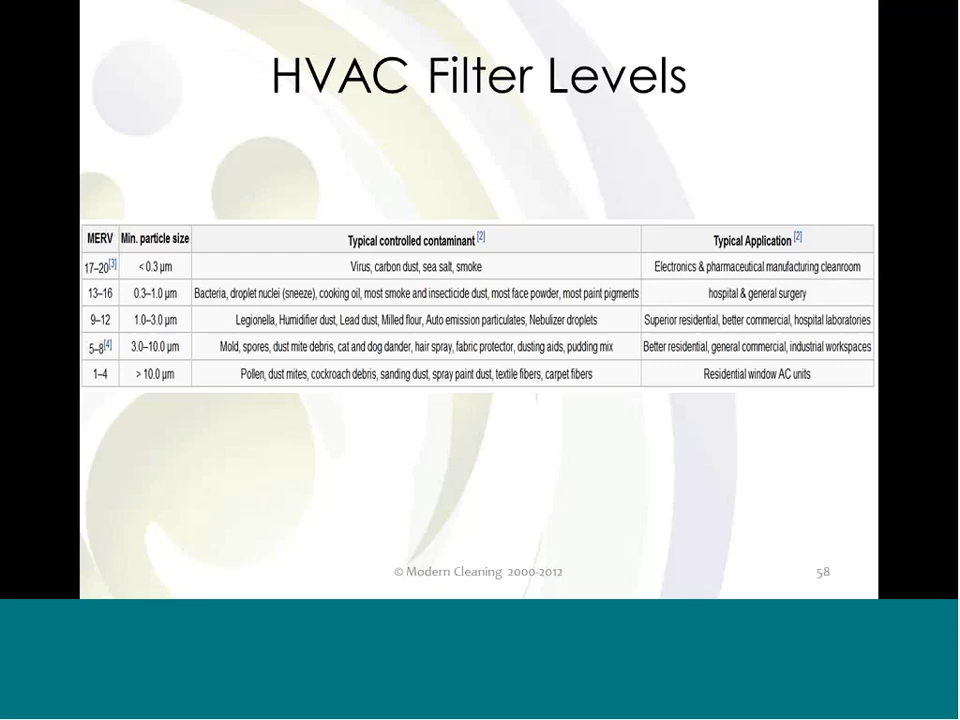 HVAC Filter Levels
MERV Min. particle size Typical controlled contaminant [2] Typical Application [2]
17–20[3] < 0.3 μm Virus, carbon dust, sea salt, smoke Electronics & pharmaceutical manufacturing cleanroom
13–16 0.3–1.0 μm Bacteria, droplet nuclei (sneeze), cooking oil, most smoke and insecticide dust, most face powder, most paint pigments hospital & general surgery
9–12 1.0–3.0 μm Legionella, Humidifier dust, Lead dust, Milled flour, Auto emission particulates, Nebulizer droplets Superior residential, better commercial, hospital laboratories
5–8[4] 3.0–10.0 μm Mold, spores, dust mite debris, cat and dog dander, hair spray, fabric protector, dusting aids, pudding mix Better residential, general commercial, industrial workspaces
1–4 > 10.0 μm Pollen, dust mites, cockroach debris, sanding dust, spray paint dust, textile fibers, carpet fibers Residential window AC units
© Modern Cleaning 2000-2012 58